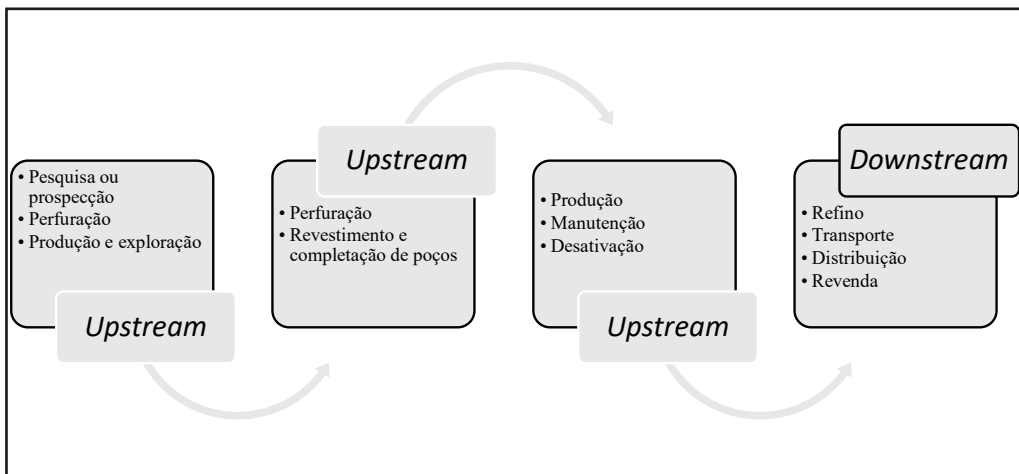 • Pesquisa ou
prospecção
• Perfuração
• Produção e exploração
Upstream
Upstream
• Perfuração
• Revestimento e
completação de poços
• Produção
• Manutenção
• Desativação
Upstream
Downstream
• Refino
• Transporte
• Distribuição
• Revenda